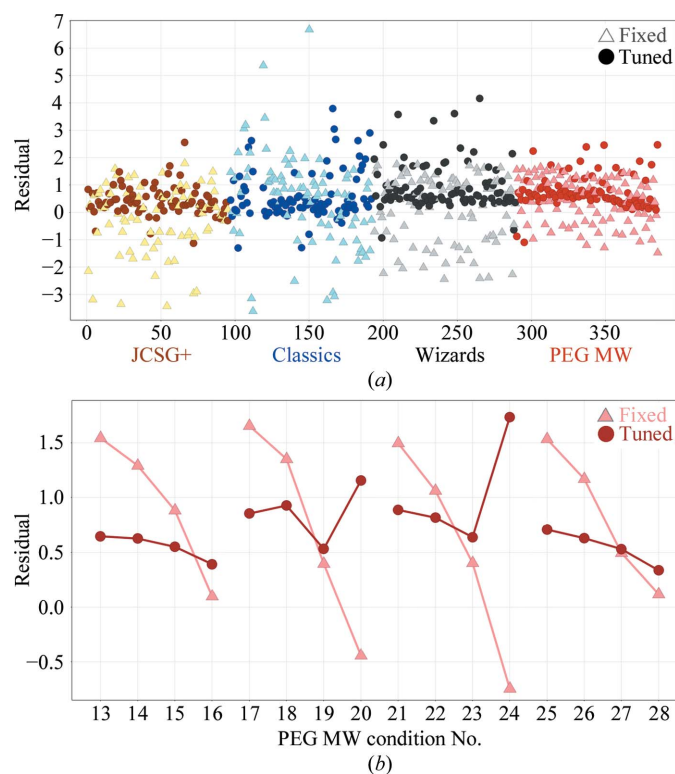 7
6
5
4
3
2
1
0
−1
−2
−3
Residual
Fixed
Tuned
0 50 100 150 200 250 300 350
JCSG+ Classics Wizards PEG MW
(a)
1.5
1.0
0.5
0.0
−0.5
Residual
Fixed
Tuned
13 14 15 16 17 18 19 20 21 22 23 24 25 26 27 28
PEG MW condition No.
(b)